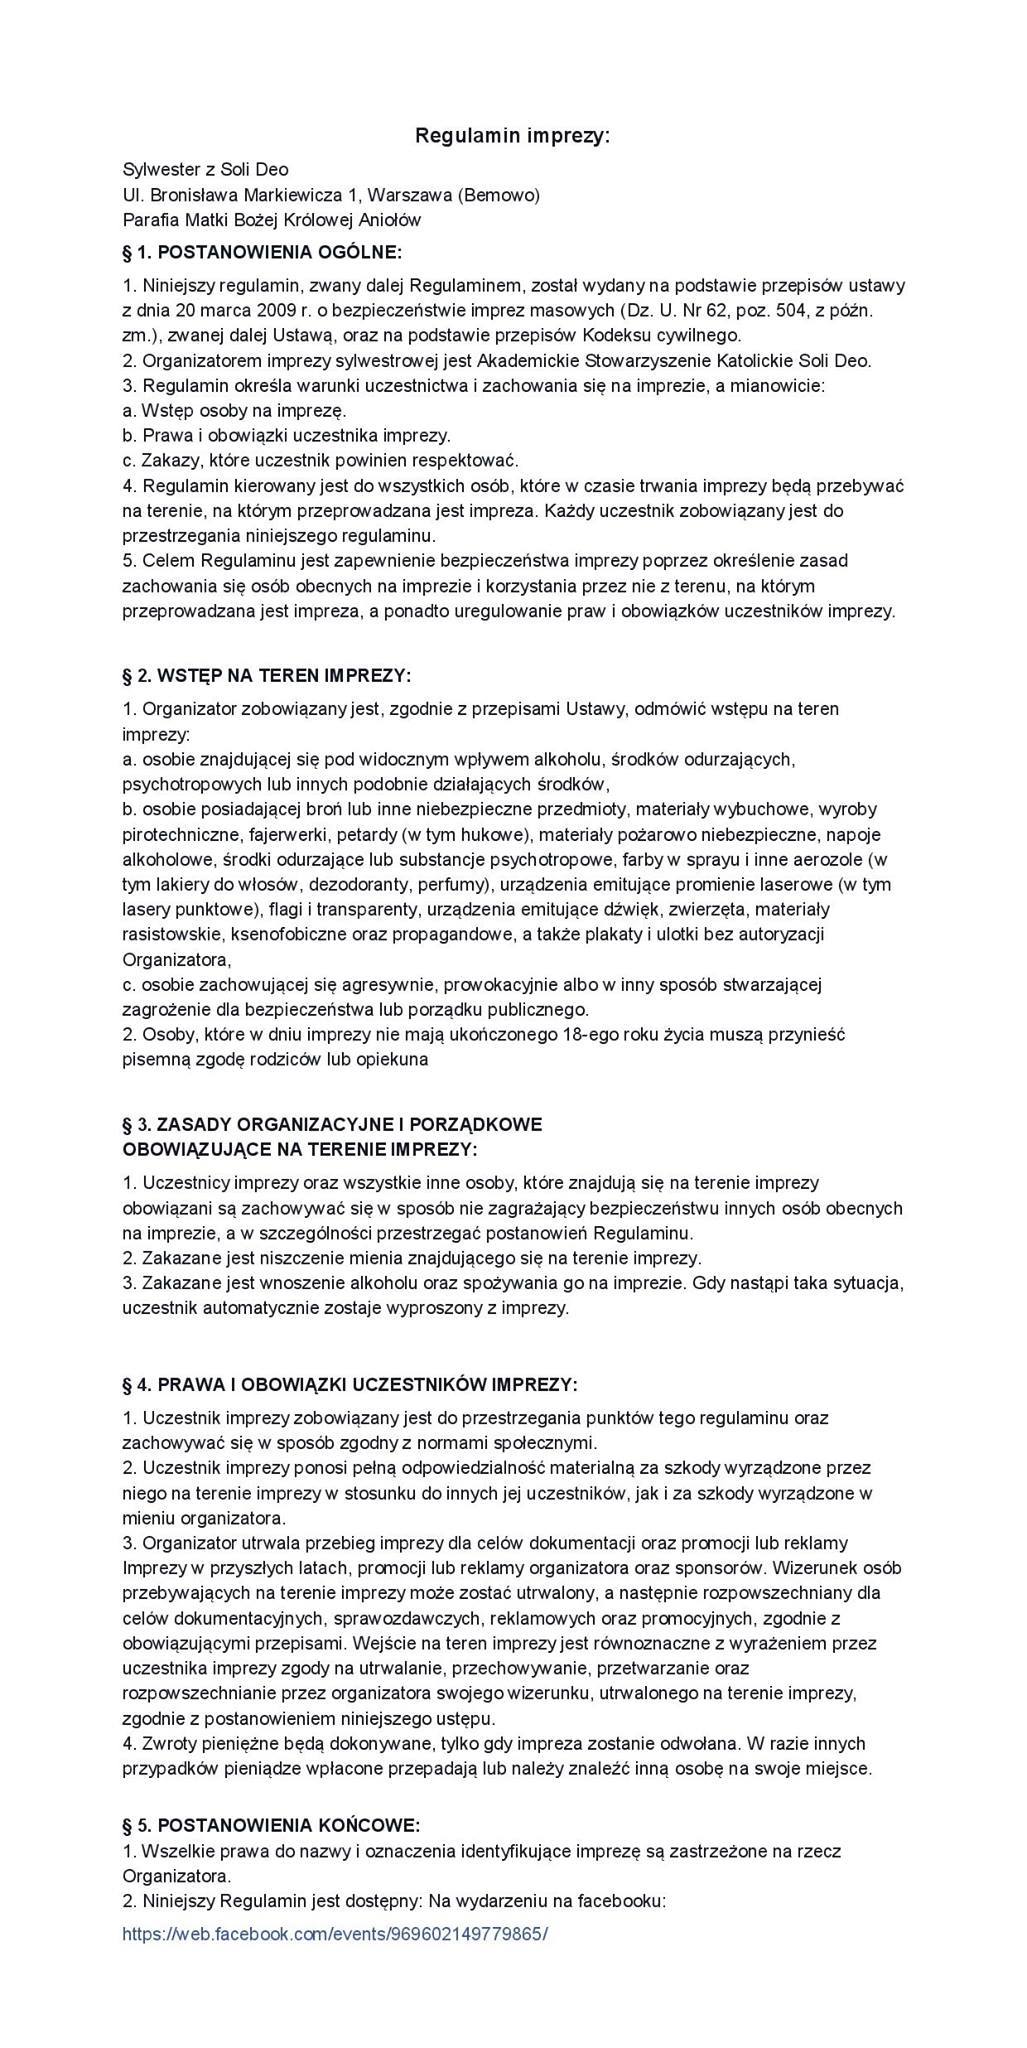 Regulamin imprezy:
Sylwester z Soli Deo
Ul. Bronisława Markiewicza 1, Warszawa (Bemowo)
Parafia Matki Bożej Królowej Aniołów
§ 1. POSTANOWIENIA OGÓLNE:
1. Niniejszy regulamin, zwany dalej Regulaminem, został wydany na podstawie przepisów ustawy
z dnia 20 marca 2009 r. o bezpieczeństwie imprez masowych (Dz. U. Nr 62, poz. 504, z późn.
zm.), zwanej dalej Ustawą, oraz na podstawie przepisów Kodeksu cywilnego.
2. Organizatorem imprezy sylwestrowej jest Akademickie Stowarzyszenie Katolickie Soli Deo.
3. Regulamin określa warunki uczestnictwa i zachowania się na imprezie, a mianowicie:
a. Wstęp osoby na imprezę.
b. Prawa i obowiązki uczestnika imprezy.
c. Zakazy, które uczestnik powinien respektować.
4. Regulamin kierowany jest do wszystkich osób, które w czasie trwania imprezy będą przebywać
na terenie, na którym przeprowadzana jest impreza. Każdy uczestnik zobowiązany jest do
przestrzegania niniejszego regulaminu.
5. Celem Regulaminu jest zapewnienie bezpieczeństwa imprezy poprzez określenie zasad
zachowania się osób obecnych na imprezie i korzystania przez nie z terenu, na którym
przeprowadzana jest impreza, a ponadto uregulowanie praw i obowiązków uczestników imprezy.
§ 2. WSTĘP NA TEREN IMPREZY:
1. Organizator zobowiązany jest, zgodnie z przepisami Ustawy, odmówić wstępu na teren
imprezy:
a. osobie znajdującej się pod widocznym wpływem alkoholu, środków odurzających,
psychotropowych lub innych podobnie działających środków,
b. osobie posiadającej broń lub inne niebezpieczne przedmioty, materiały wybuchowe, wyroby
pirotechniczne, fajerwerki, petardy (w tym hukowe), materiały pożarowo niebezpieczne, napoje
alkoholowe, środki odurzające lub substancje psychotropowe, farby w sprayu i inne aerozole (w
tym lakiery do włosów, dezodoranty, perfumy), urządzenia emitujące promienie laserowe (w tym
lasery punktowe), flagi i transparenty, urządzenia emitujące dźwięk, zwierzęta, materiały
rasistowskie, ksenofobiczne oraz propagandowe, a także plakaty i ulotki bez autoryzacji
Organizatora,
c. osobie zachowującej się agresywnie, prowokacyjnie albo w inny sposób stwarzającej
zagrożenie dla bezpieczeństwa lub porządku publicznego.
2. Osoby, które w dniu imprezy nie mają ukończonego 18-ego roku życia muszą przynieść
pisemną zgodę rodziców lub opiekuna
§ 3. ZASADY ORGANIZACYJNE I PORZĄDKOWE
OBOWIĄZUJĄCE NA TERENIE IMPREZY:
1. Uczestnicy imprezy oraz wszystkie inne osoby, które znajdują się na terenie imprezy
obowiązani są zachowywać się w sposób nie zagrażający bezpieczeństwu innych osób obecnych
na imprezie, a w szczególności przestrzegać postanowień Regulaminu.
2. Zakazane jest niszczenie mienia znajdującego się na terenie imprezy.
3. Zakazane jest wnoszenie alkoholu oraz spożywania go na imprezie. Gdy nastąpi taka sytuacja,
uczestnik automatycznie zostaje wyproszony z imprezy.
§ 4. PRAWA I OBOWIĄZKI UCZESTNIKÓW IMPREZY:
1. Uczestnik imprezy zobowiązany jest do przestrzegania punktów tego regulaminu oraz
zachowywać się w sposób zgodny z normami społecznymi.
2. Uczestnik imprezy ponosi pełną odpowiedzialność materialną za szkody wyrządzone przez
niego na terenie imprezy w stosunku do innych jej uczestników, jak i za szkody wyrządzone w
mieniu organizatora.
3. Organizator utrwala przebieg imprezy dla celów dokumentacji oraz promocji lub reklamy
Imprezy w przyszłych latach, promocji lub reklamy organizatora oraz sponsorów. Wizerunek osób
przebywających na terenie imprezy może zostać utrwalony, a następnie rozpowszechniany dla
celów dokumentacyjnych, sprawozdawczych, reklamowych oraz promocyjnych, zgodnie z
obowiązującymi przepisami. Wejście na teren imprezy jest równoznaczne z wyrażeniem przez
uczestnika imprezy zgody na utrwalanie, przechowywanie, przetwarzanie oraz
rozpowszechnianie przez organizatora swojego wizerunku, utrwalonego na terenie imprezy,
zgodnie z postanowieniem niniejszego ustępu.
4. Zwroty pieniężne będą dokonywane, tylko gdy impreza zostanie odwołana. W razie innych
przypadków pieniądze wpłacone przepadają lub należy znaleźć inną osobę na swoje miejsce.
§ 5. POSTANOWIENIA KOŃCOWE:
1. Wszelkie prawa do nazwy i oznaczenia identyfikujące imprezę są zastrzeżone na rzecz
Organizatora.
2. Niniejszy Regulamin jest dostępny: Na wydarzeniu na facebooku:
https://web.facebook.com/events/969602149779865/